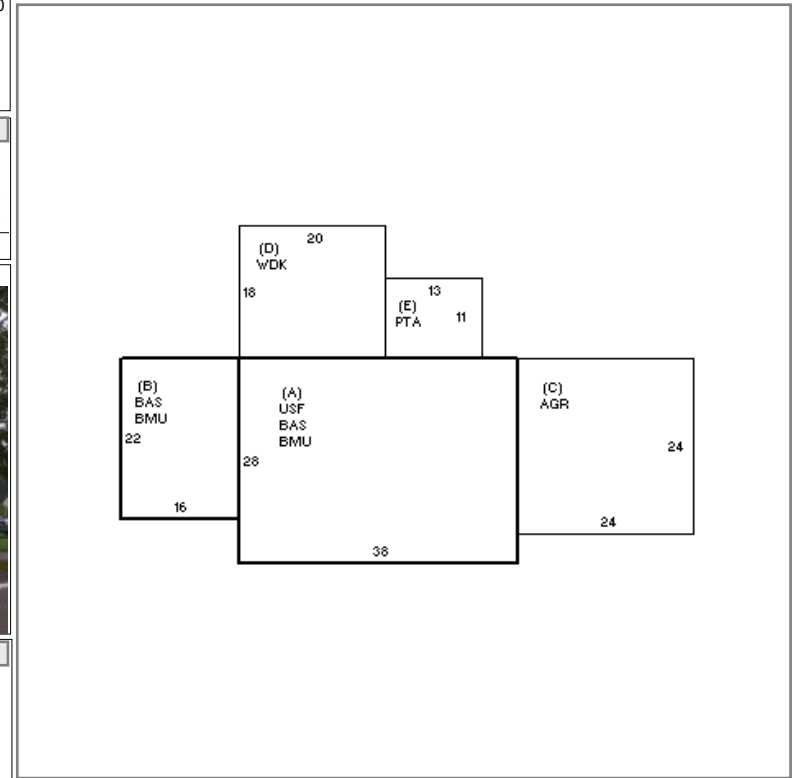 20
(D)
WDK
18
13
(E)
PTA
11
(B)
BAS
BMU
22
16
(A)
USF
BAS
BMU
28
38
(C)
AGR
24
24